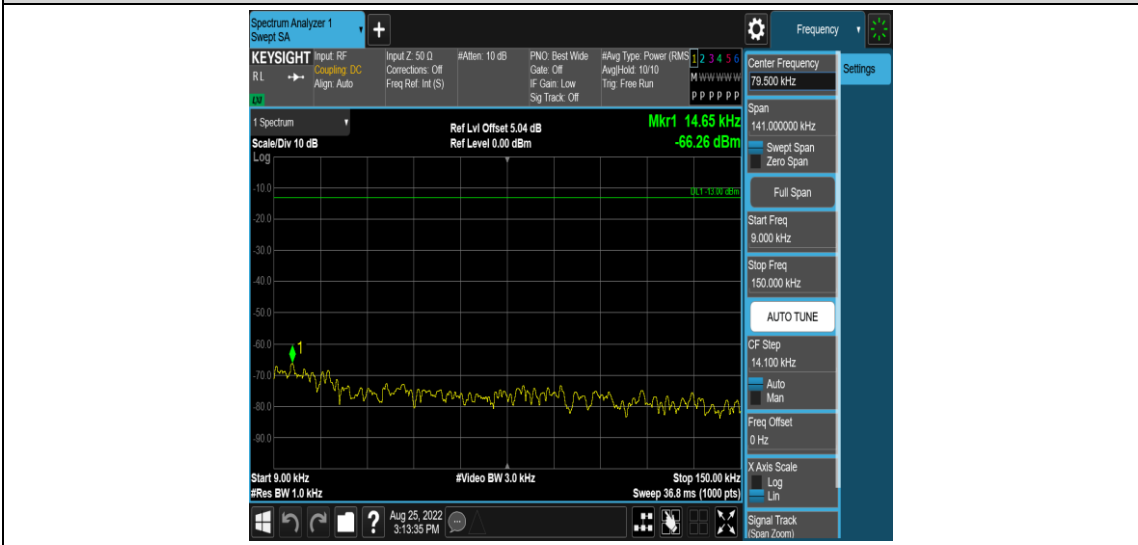 Spectrum Analyzer 1
Swept SA
+
Frequency
KEYSIGHT
RL
LXI
Input: RF
Coupling: DC
Align: Auto
Input Z: 50 Ω
Corrections: Off
Freq Ref: Int (S)
#Atten: 10 dB
PNO: Best Wide
Gate: Off
IF Gain: Low
Sig Track: Off
#Avg Type: Power (RMS
Avg|Hold: 10/10
Trig: Free Run
1 2 3 4 5 6
M W W W W W
P P P P P P
1 Spectrum
Scale/Div 10 dB
Log
Ref Lvl Offset 5.04 dB
Ref Level 0.00 dBm
Mkr1 14.65 kHz
-66.26 dBm
DL1 -13.00 dBm
-10.0
-20.0
-30.0
-40.0
-50.0
-60.0
-70.0
-80.0
-90.0
1
Start 9.00 kHz
#Res BW 1.0 kHz
#Video BW 3.0 kHz
Stop 150.00 kHz
Sweep 36.8 ms (1000 pts)
?
Aug 25, 2022
3:13:35 PM
Center Frequency
79.500 kHz
Settings
Span
141.000000 kHz
Swept Span
Zero Span
Full Span
Start Freq
9.000 kHz
Stop Freq
150.000 kHz
AUTO TUNE
CF Step
14.100 kHz
Auto
Man
Freq Offset
0 Hz
X Axis Scale
Log
Lin
Signal Track
(Span Zoom)